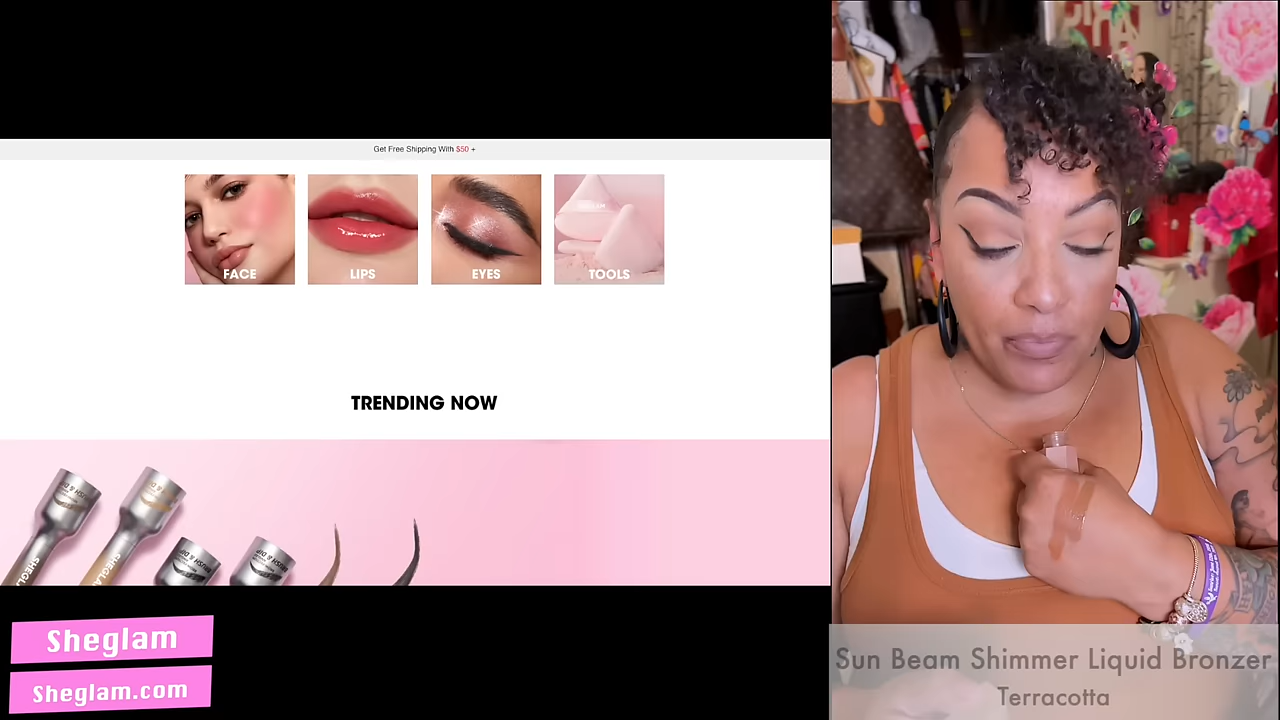 Get Free Shipping With $50 +
FACE
LIPS
EYES
TOOLS
TRENDING NOW
SHEGLAM
Sheglam
Sheglam.com
Sun Beam Shimmer Liquid Bronzer
Terracotta